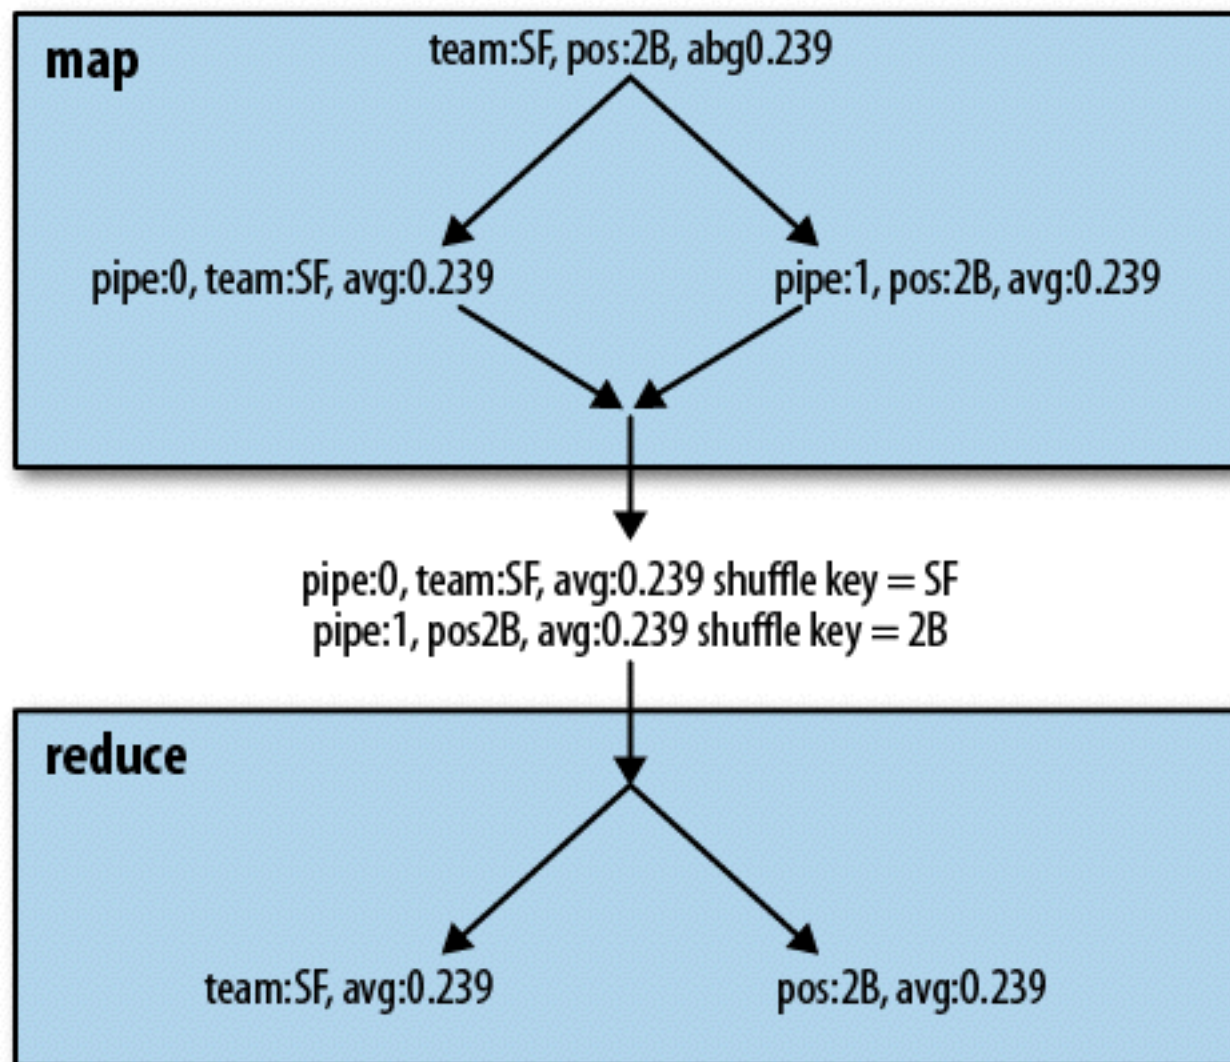 map
team:SF, pos:2B, abg0.239
pipe:0, team:SF, avg:0.239
pipe:1, pos:2B, avg:0.239
pipe:0, team:SF, avg:0.239 shuffle key = SF
pipe:1, pos2B, avg:0.239 shuffle key = 2B
reduce
team:SF, avg:0.239
pos:2B, avg:0.239